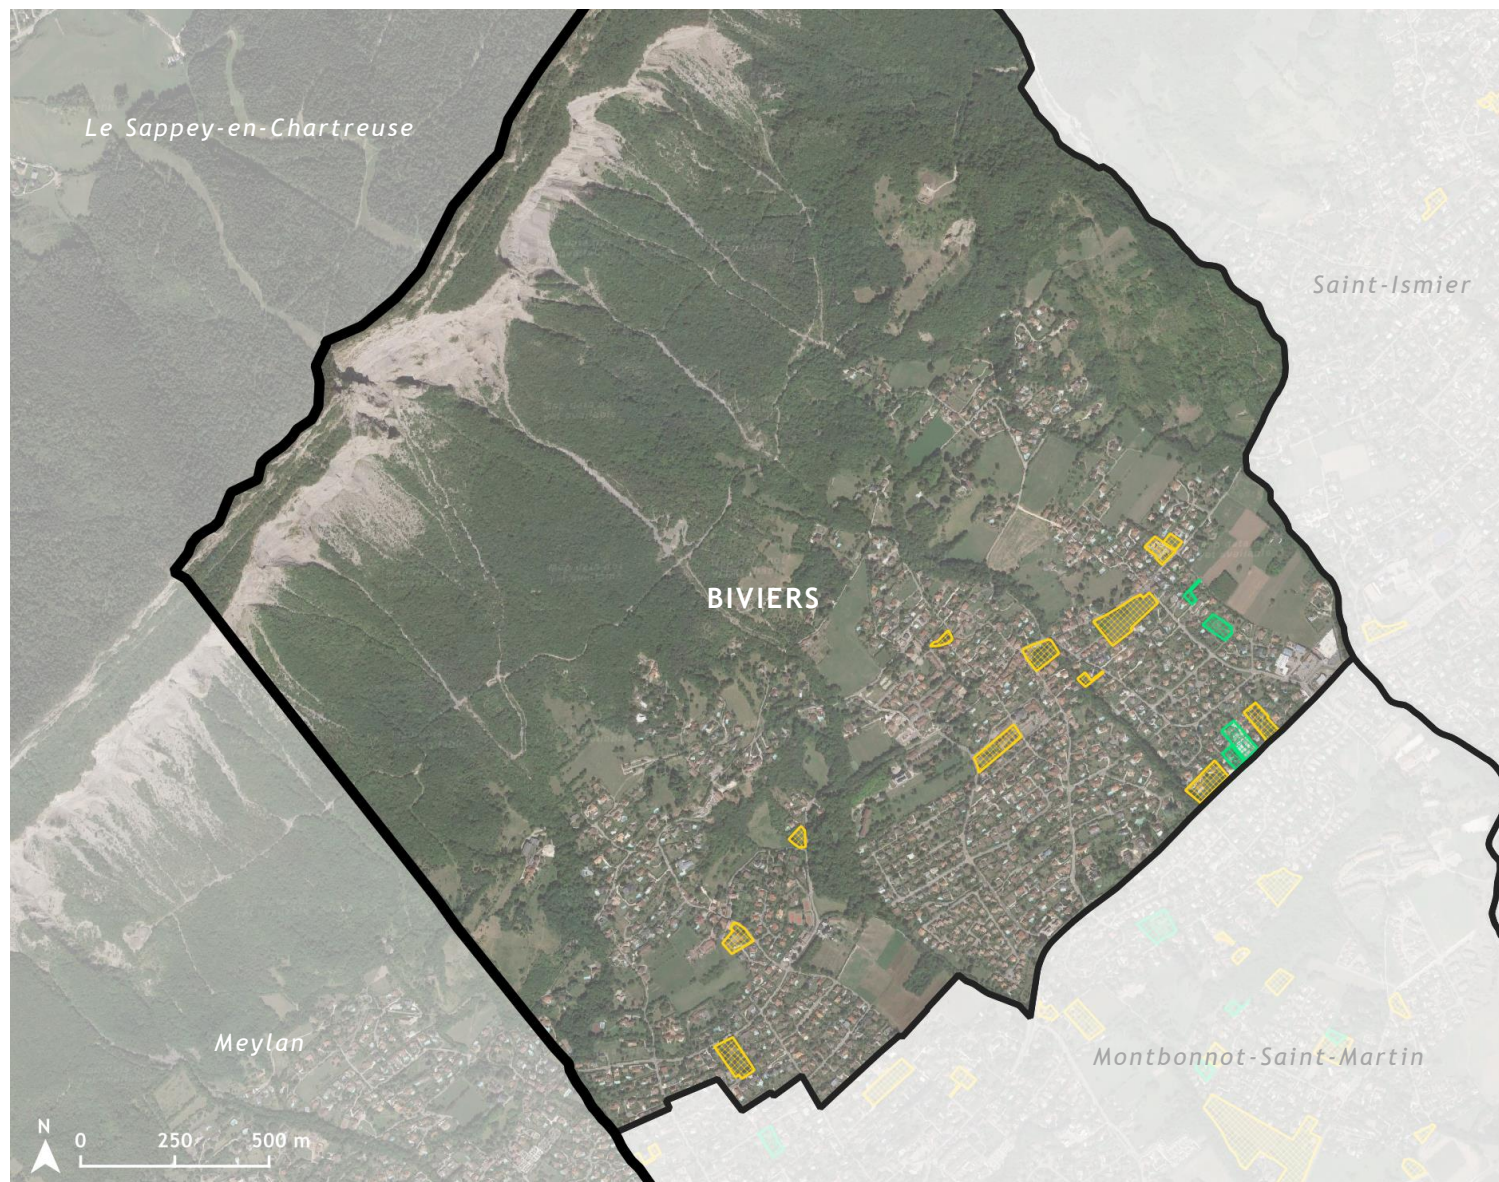 Le Sappey-en-Chartreuse
Saint-Ismier
BIVIERS
Meylan
Montbonnot-Saint-Martin
N
0 250 500 m